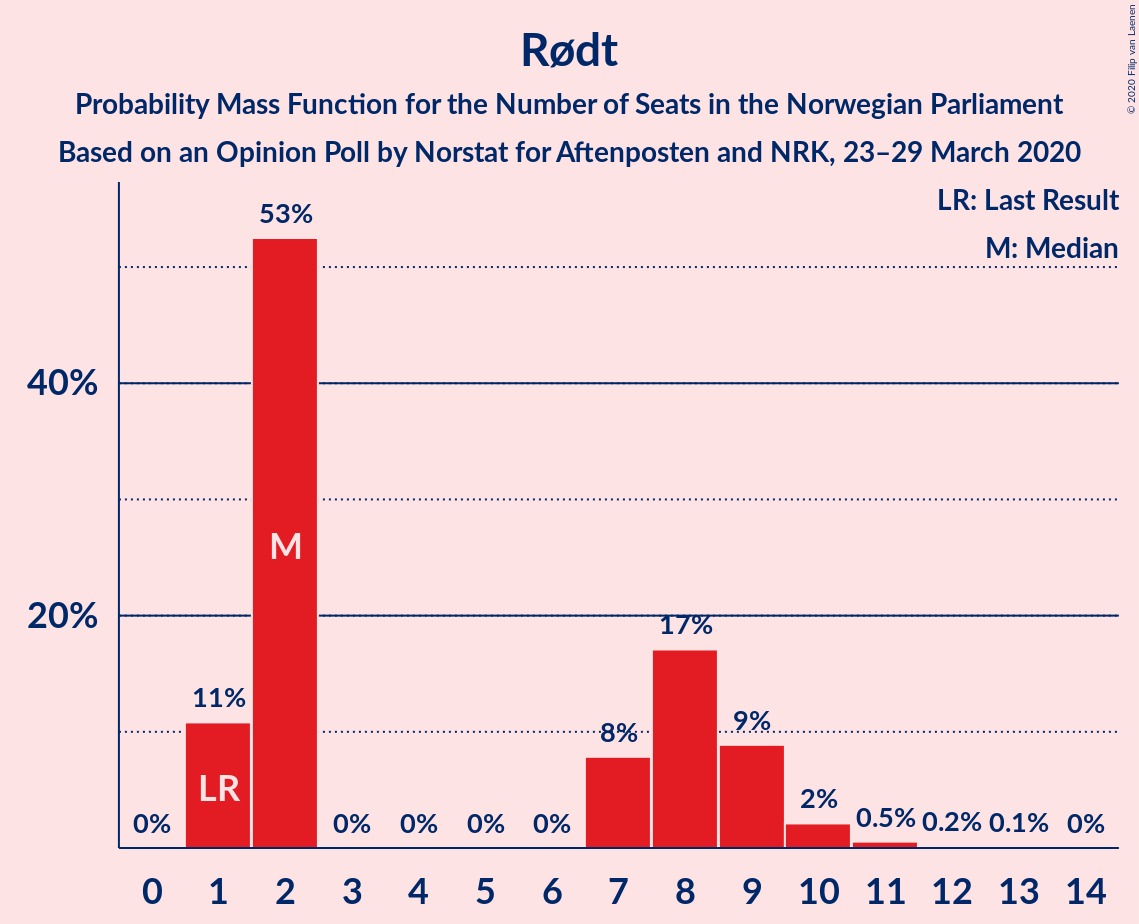 Rødt
Probability Mass Function for the Number of Seats in the Norwegian Parliament
Based on an Opinion Poll by Norstat for Aftenposten and NRK, 23–29 March 2020
© 2020 Filip van Laenen
LR: Last Result
M: Median
40%
20%
0%
11%
53%
0%
0%
0%
0%
8%
17%
9%
2%
0.5%
0.2%
0.1%
0%
LR
M
0 1 2 3 4 5 6 7 8 9 10 11 12 13 14